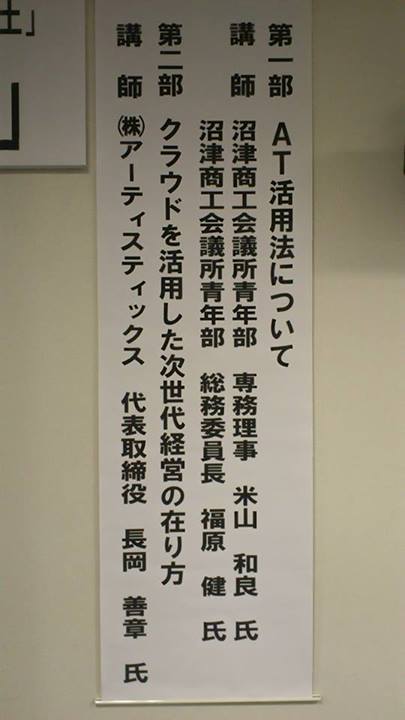 第一部 AT活用法について
講師 沼津商工会議所青年部 専務理事 米山 和良 氏
沼津商工会議所青年部 総務委員長 福原 健 氏
第二部 クラウドを活用した次世代経営の在り方
講師 ㈱アーティスティックス 代表取締役 長岡 善章 氏
社」